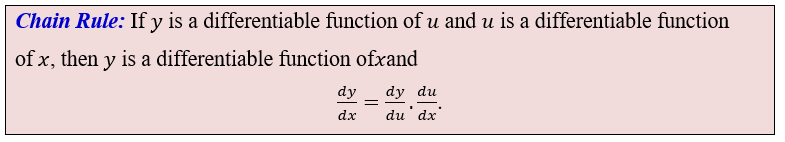 Chain Rule: If y is a differentiable function of u and u is a differentiable function
of x, then y is a differentiable function ofxand
dy/dx = dy/du . du/dx.